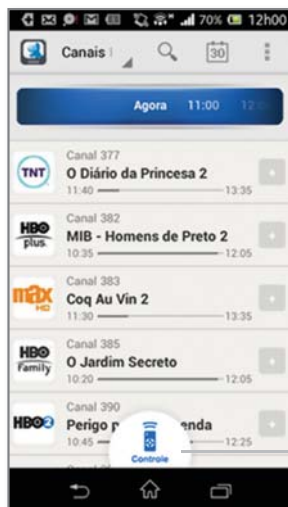 70% 12h00
Canais
30
Agora 11:00 12:
TNT
Canal 377
O Diário da Princesa 2
11:40 13:35
HBO plus
Canal 382
MIB - Homens de Preto 2
10:35 12:05
max HD
Canal 383
Coq Au Vin 2
11:30 13:35
HBO Family
Canal 385
O Jardim Secreto
10:20 12:05
HBO2
Canal 390
Perigo p enda
10:45 12:25
Controle